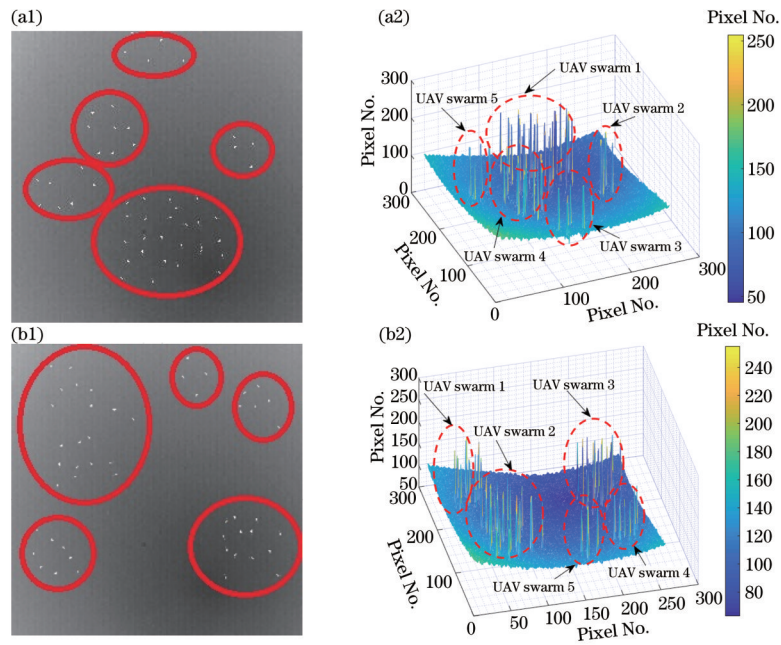 (a1)
(a2)
Pixel No.
UAV swarm 1
UAV swarm 5
UAV swarm 2
UAV swarm 4
UAV swarm 3
Pixel No.
300
200
100
0
300
200
100
Pixel No.
0
100
200
300
Pixel No.
250
200
150
100
50
(b1)
(b2)
Pixel No.
UAV swarm 1
UAV swarm 3
UAV swarm 2
UAV swarm 5
UAV swarm 4
Pixel No.
300
250
200
150
100
50
300
200
100
Pixel No.
0
50
100
150
200
250
300
Pixel No.
240
220
200
180
160
140
120
100
80